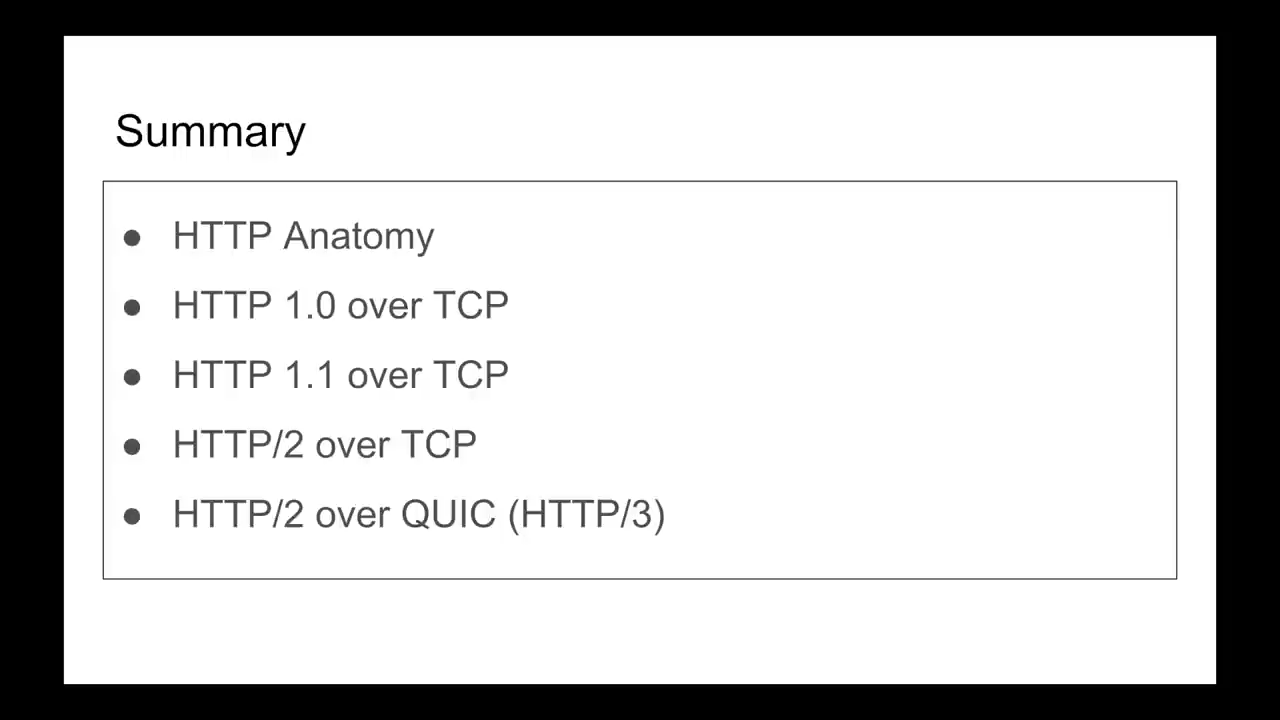 Summary
● HTTP Anatomy
● HTTP 1.0 over TCP
● HTTP 1.1 over TCP
● HTTP/2 over TCP
● HTTP/2 over QUIC (HTTP/3)